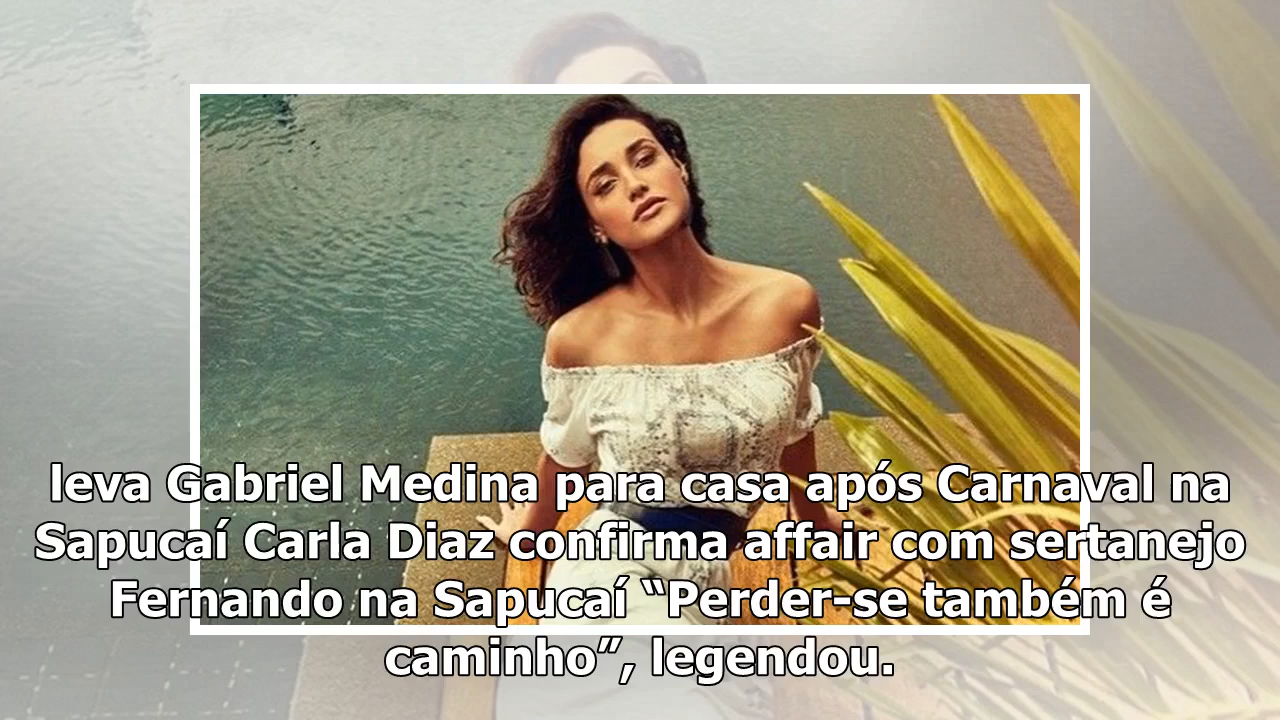 leva Gabriel Medina para casa após Carnaval na
Sapucaí Carla Diaz confirma affair com sertanejo
Fernando na Sapucaí “Perder-se também é
caminho”, legendou.